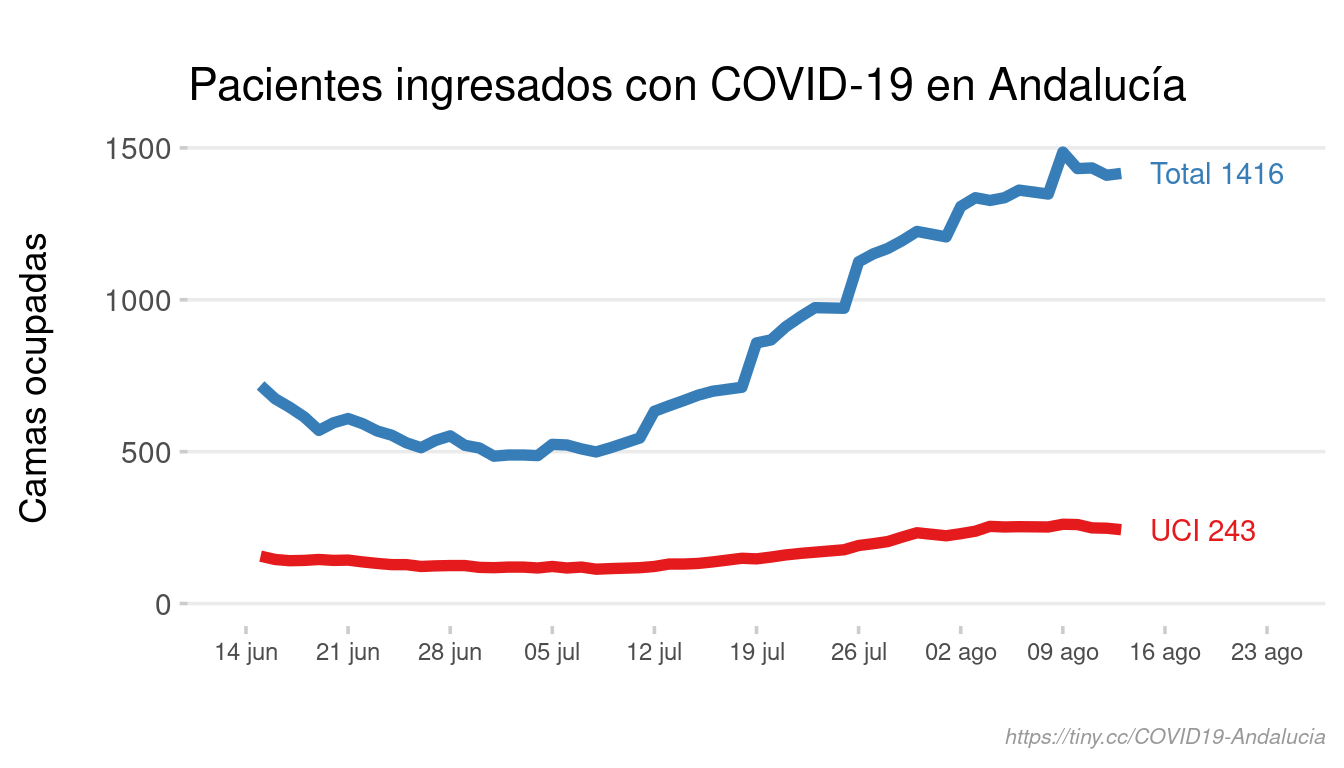 Pacientes ingresados con COVID-19 en Andalucía
Camas ocupadas
1500
1000
500
0
Total 1416
UCI 243
14 jun 21 jun 28 jun 05 jul 12 jul 19 jul 26 jul 02 ago 09 ago 16 ago 23 ago
https://tiny.cc/COVID19-Andalucia